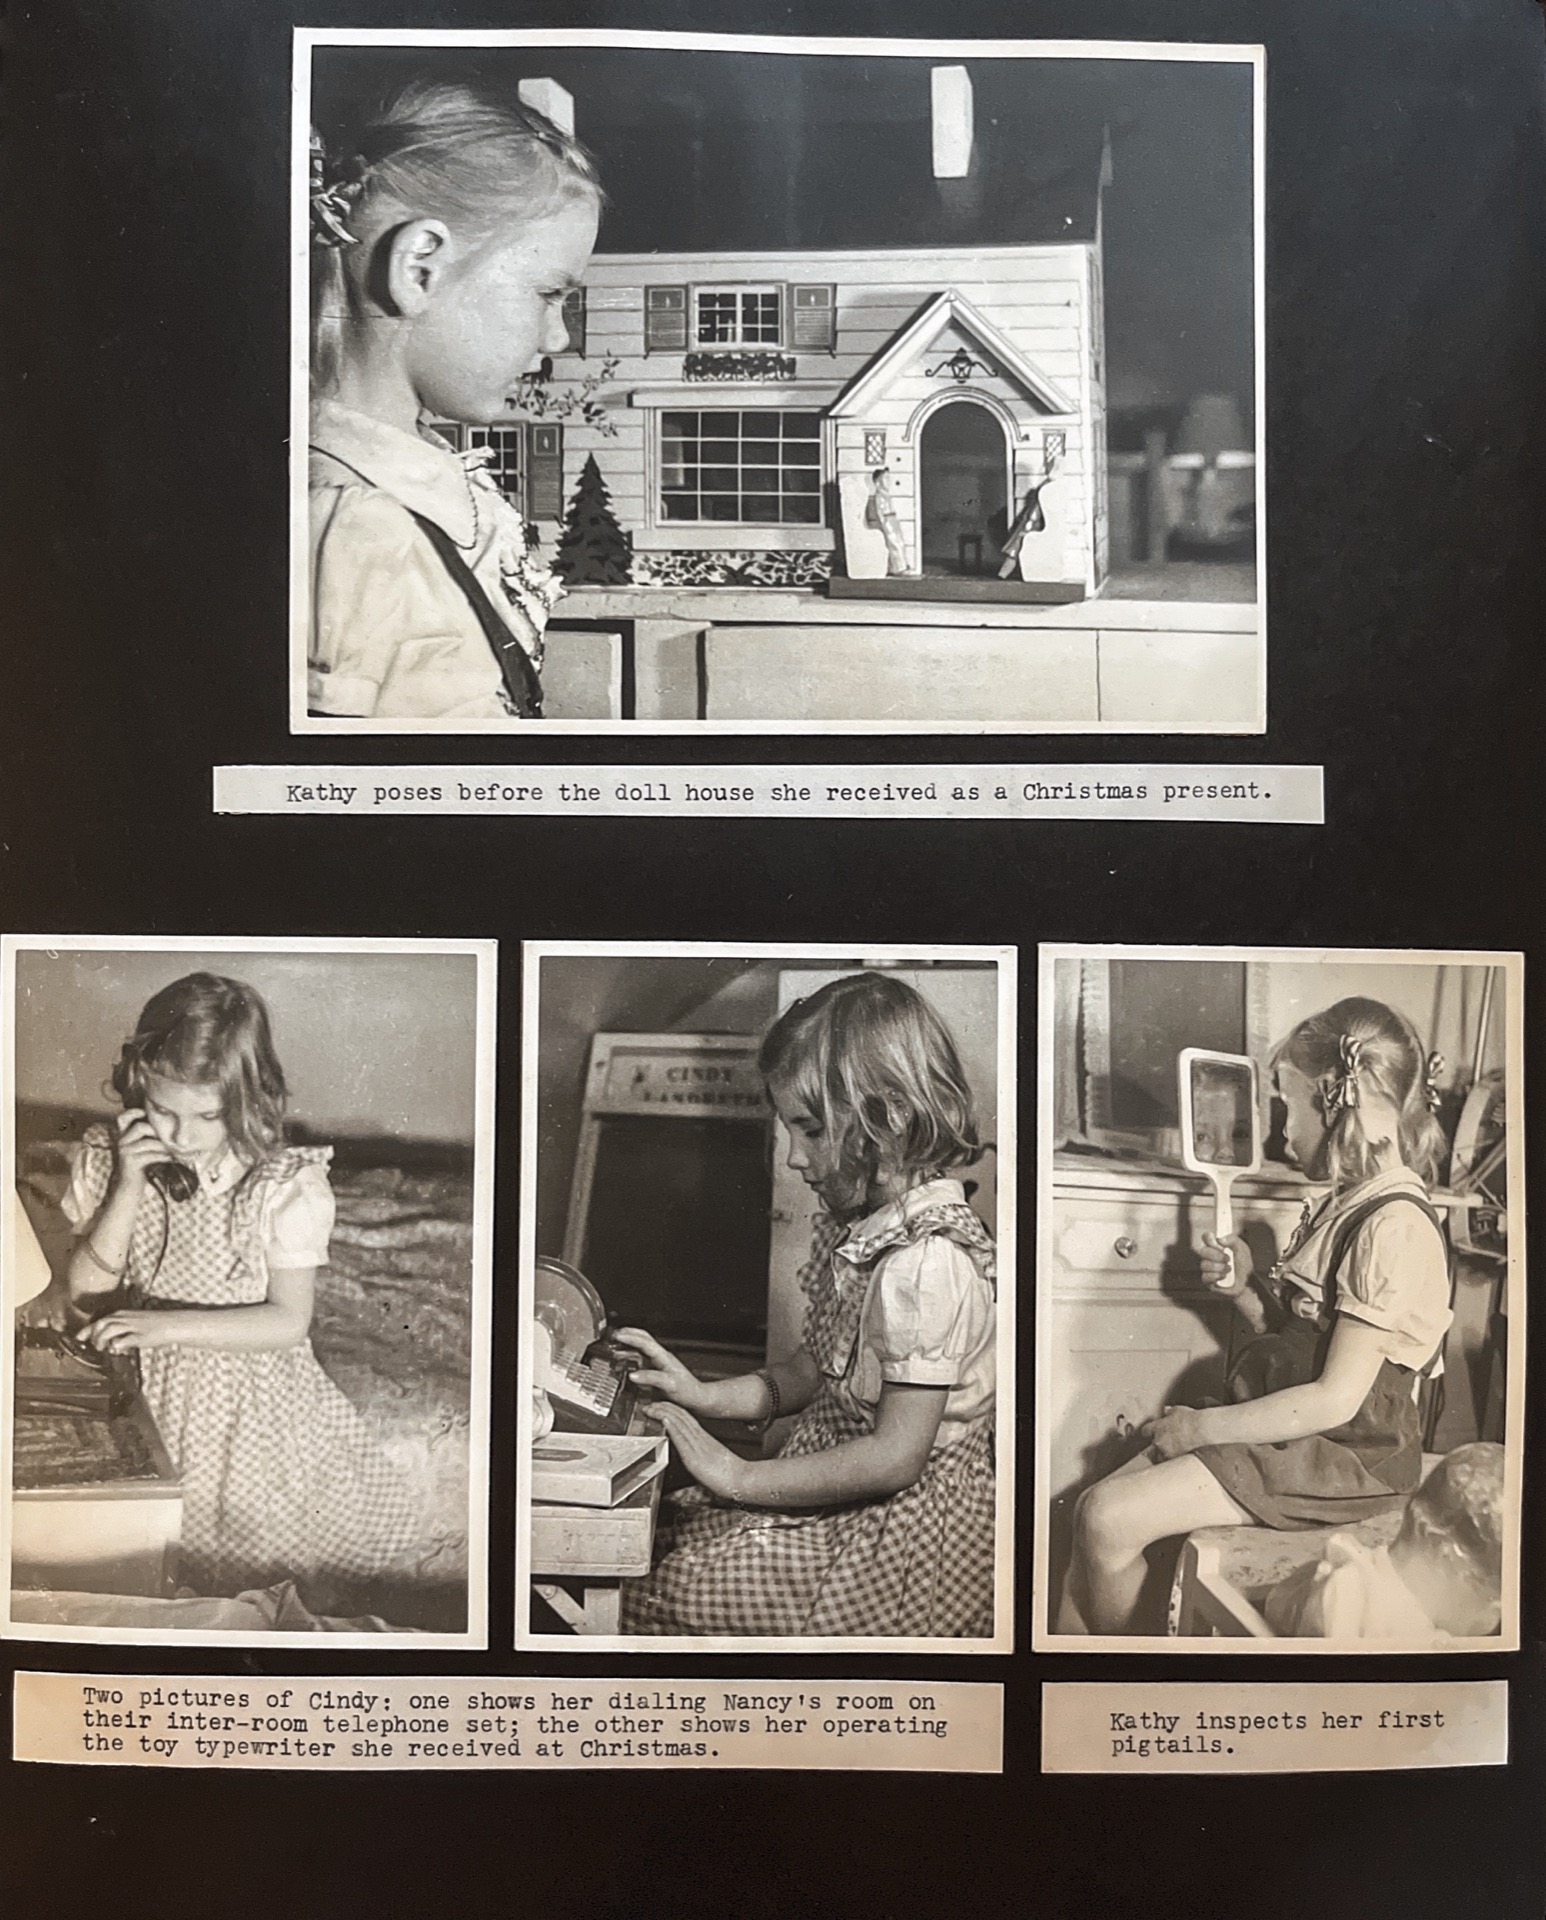 Kathy poses before the doll house she received as a Christmas present.
CINDY
LANDRETH
Two pictures of Cindy: one shows her dialing Nancy's room on
their inter-room telephone set; the other shows her operating
the toy typewriter she received at Christmas.
Kathy inspects her first
pigtails.